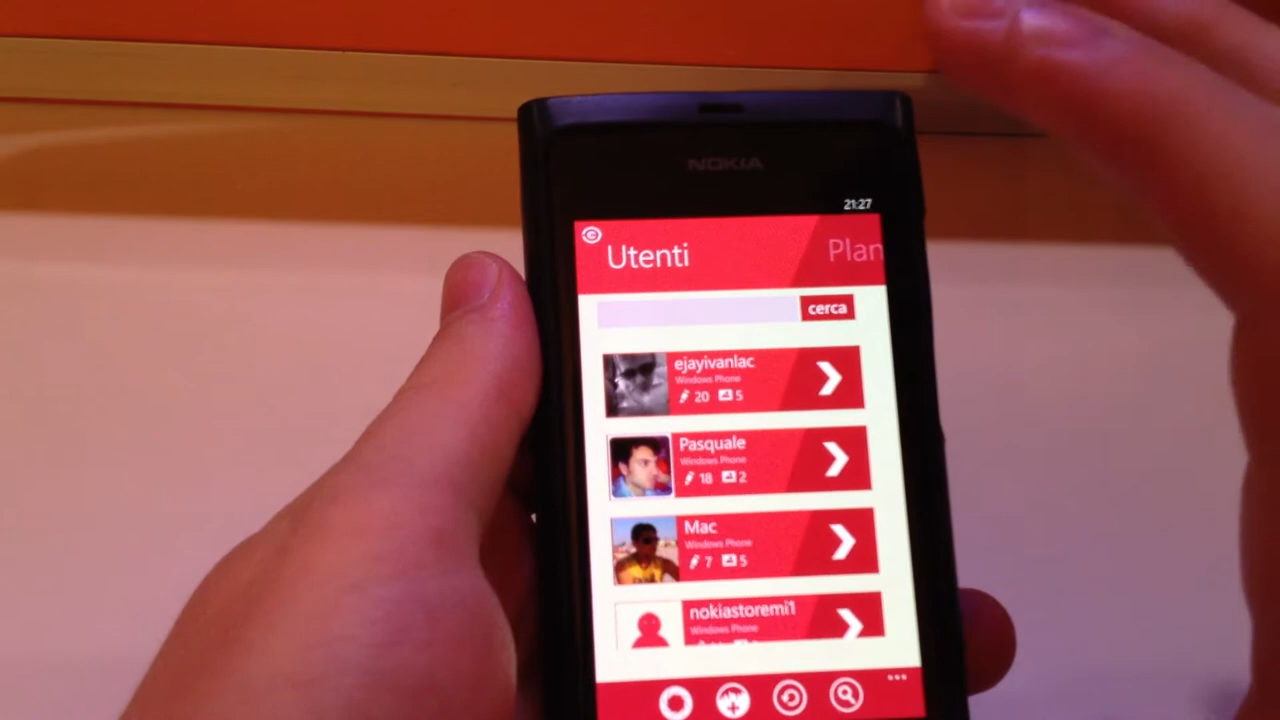 NOKIA
21:27
Utenti Plan
cerca
ejayivanlac
Windows Phone
20 5
Pasquale
Windows Phone
18 2
Mac
Windows Phone
7 5
nokiastoremi1
Windows Phone